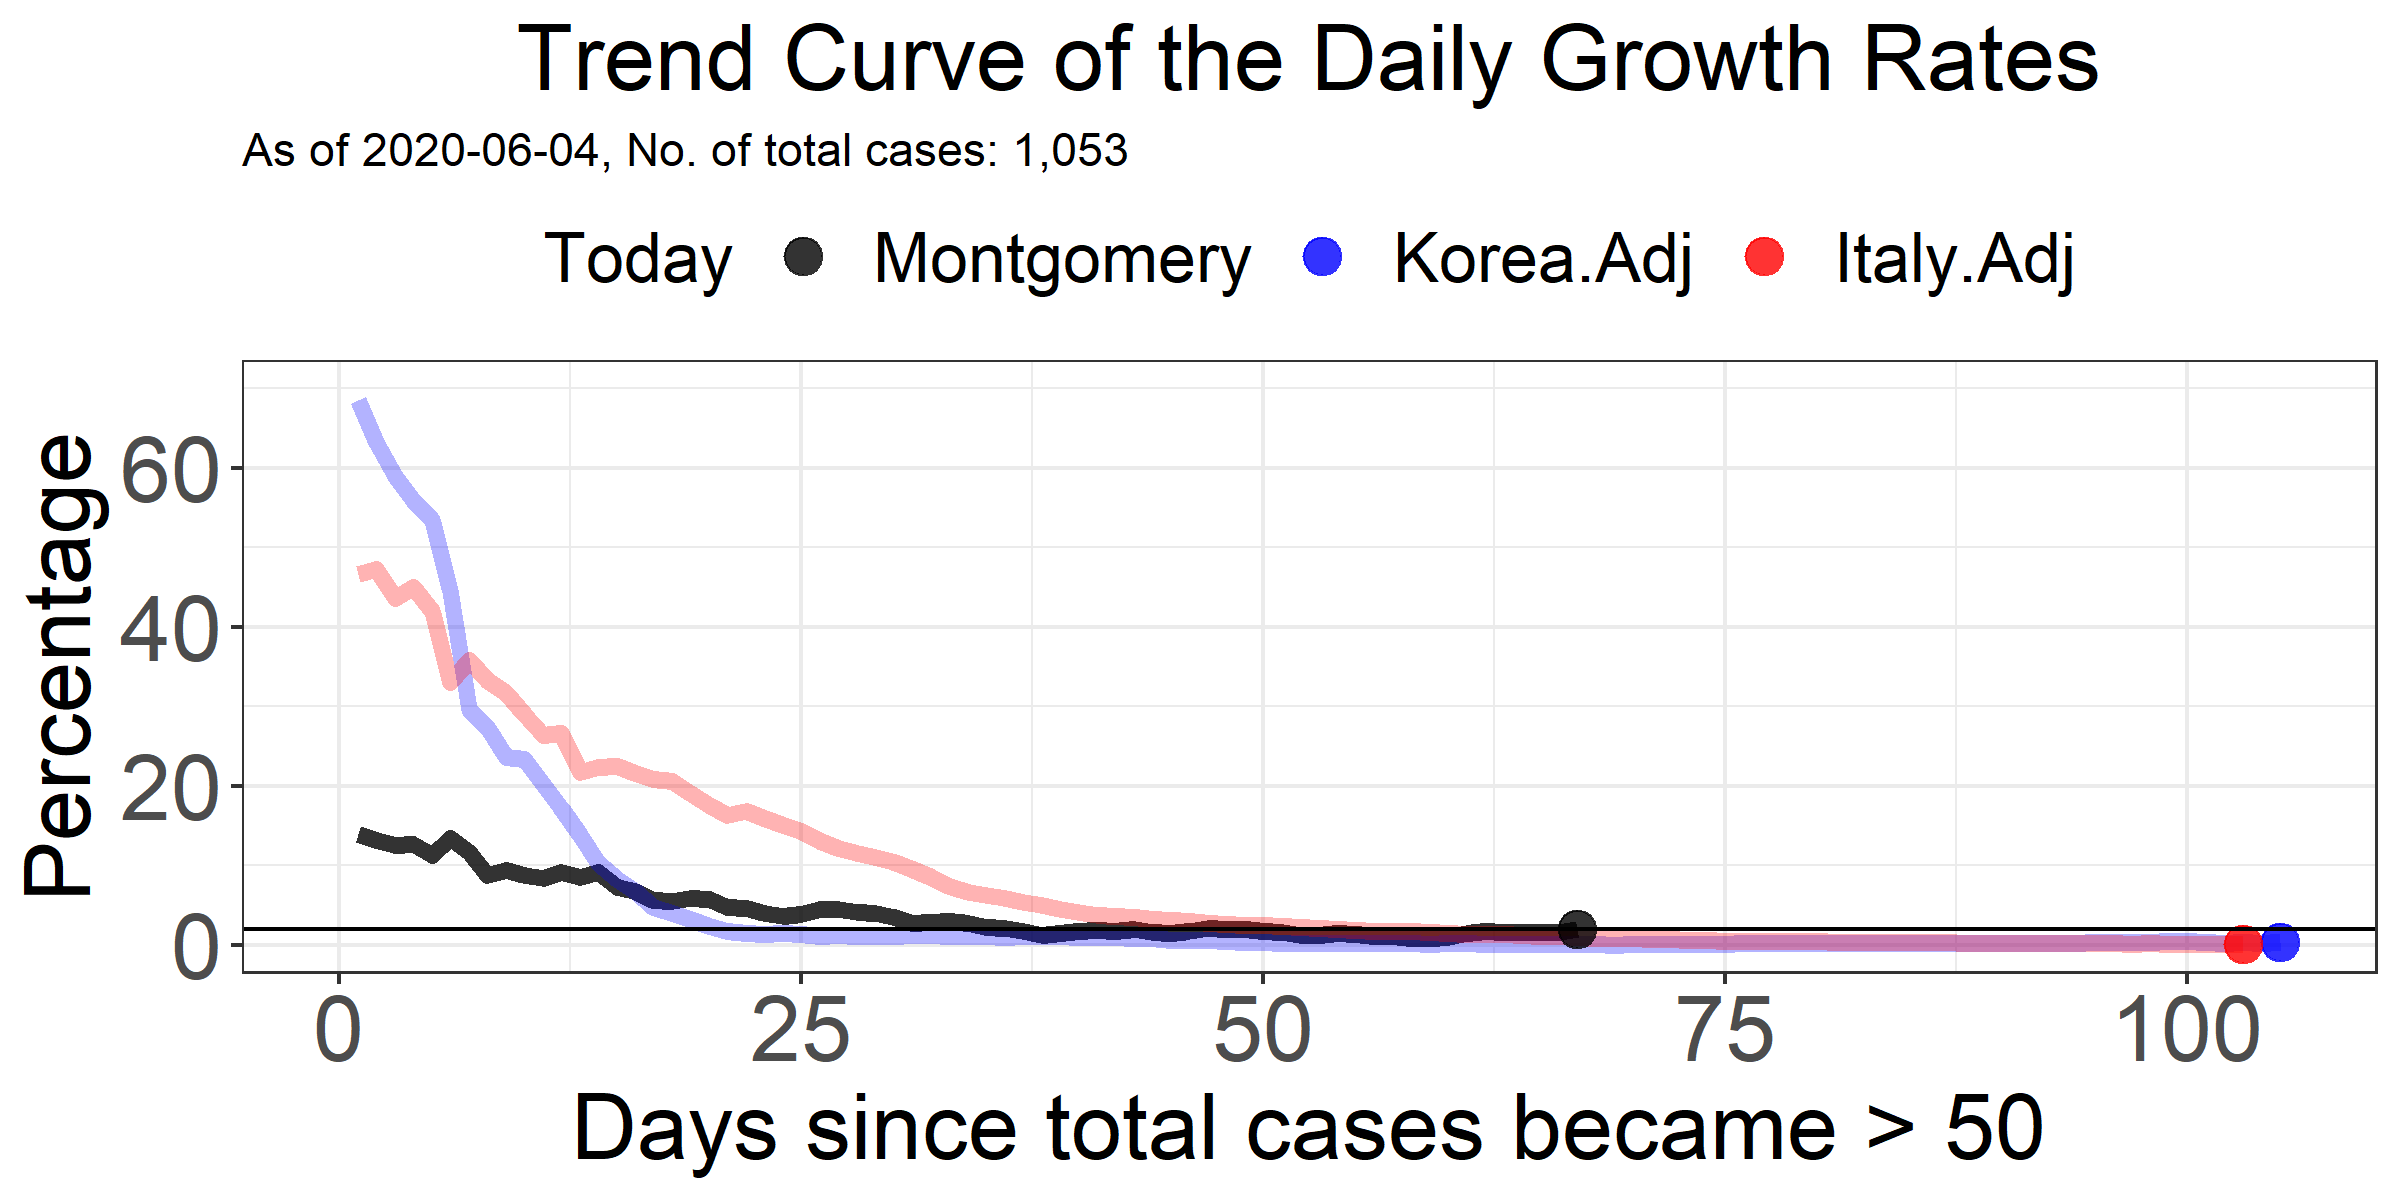 Trend Curve of the Daily Growth Rates
As of 2020-06-04, No. of total cases: 1,053
Today Montgomery Korea.Adj Italy.Adj
Percentage
60
40
20
0
0 25 50 75 100
Days since total cases became > 50